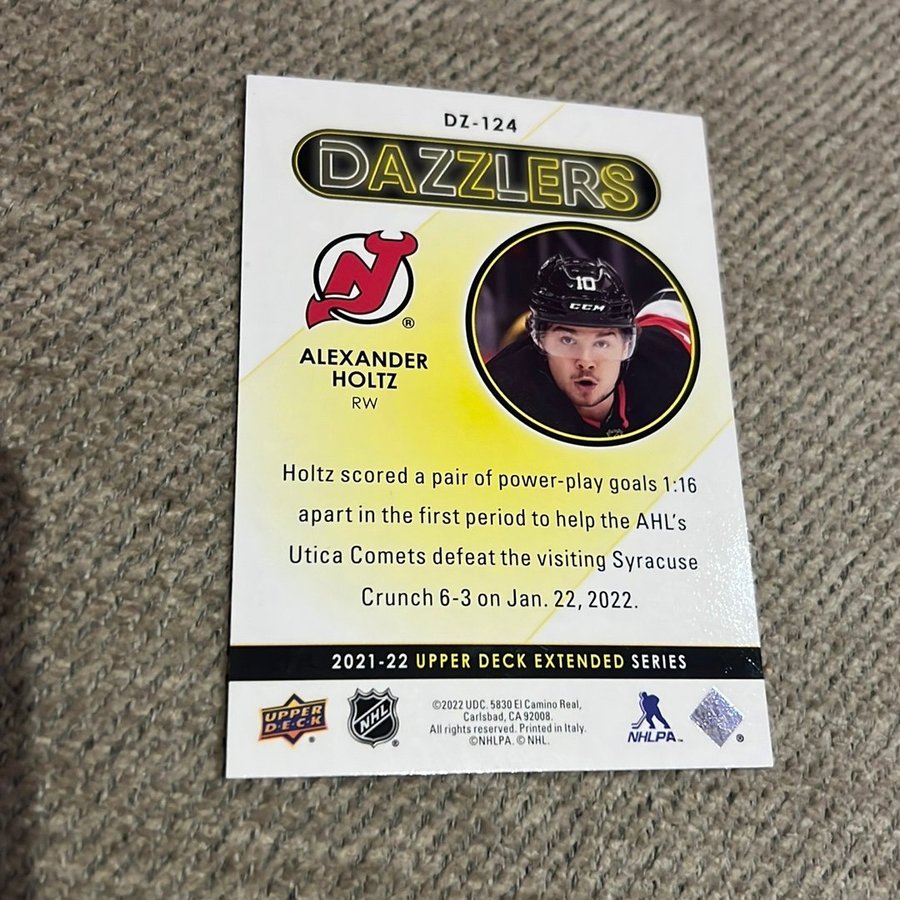 DZ-124
DAZZLERS
NJ
®
10
CCM
ALEXANDER
HOLTZ
RW
Holtz scored a pair of power-play goals 1:16
apart in the first period to help the AHL's
Utica Comets defeat the visiting Syracuse
Crunch 6-3 on Jan. 22, 2022.
2021-22 UPPER DECK EXTENDED SERIES
UPPER
D·E·C·K
®
NHL
®
©2022 UDC. 5830 El Camino Real,
Carlsbad, CA 92008.
All rights reserved. Printed in Italy.
©NHLPA. © NHL.
NHLPA™
®